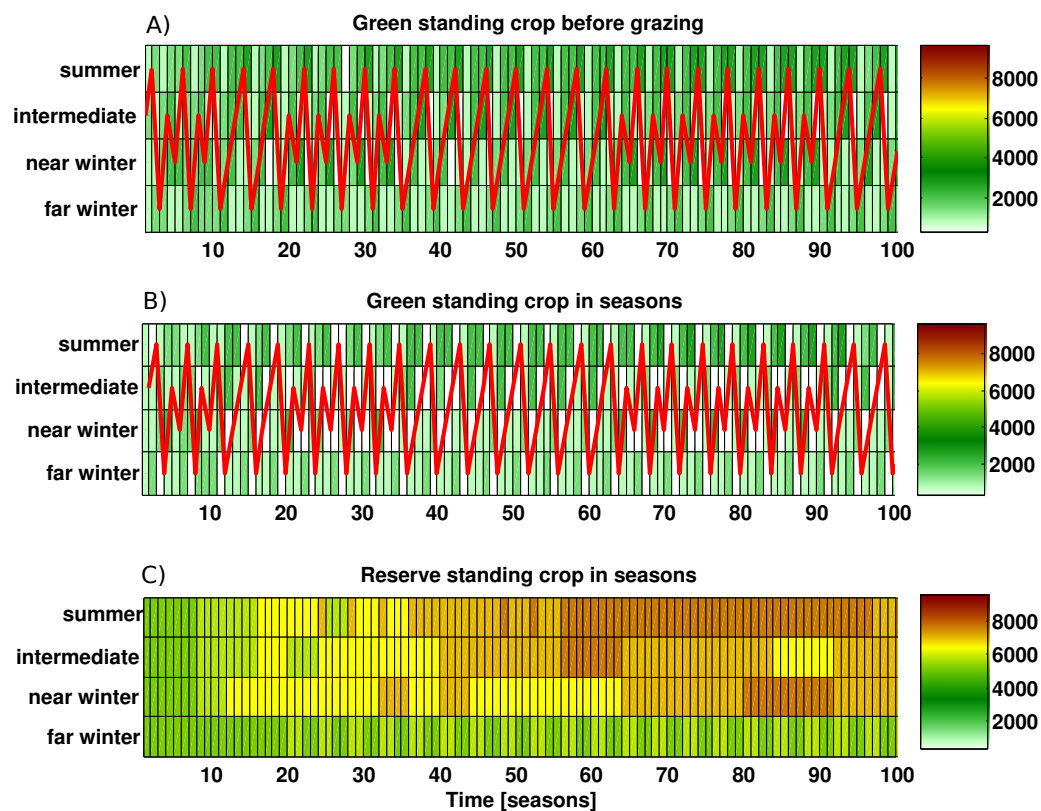 A)
Green standing crop before grazing
summer
intermediate
near winter
far winter
10 20 30 40 50 60 70 80 90 100
8000
6000
4000
2000
B)
Green standing crop in seasons
summer
intermediate
near winter
far winter
10 20 30 40 50 60 70 80 90 100
8000
6000
4000
2000
C)
Reserve standing crop in seasons
summer
intermediate
near winter
far winter
10 20 30 40 50 60 70 80 90 100
Time [seasons]
8000
6000
4000
2000